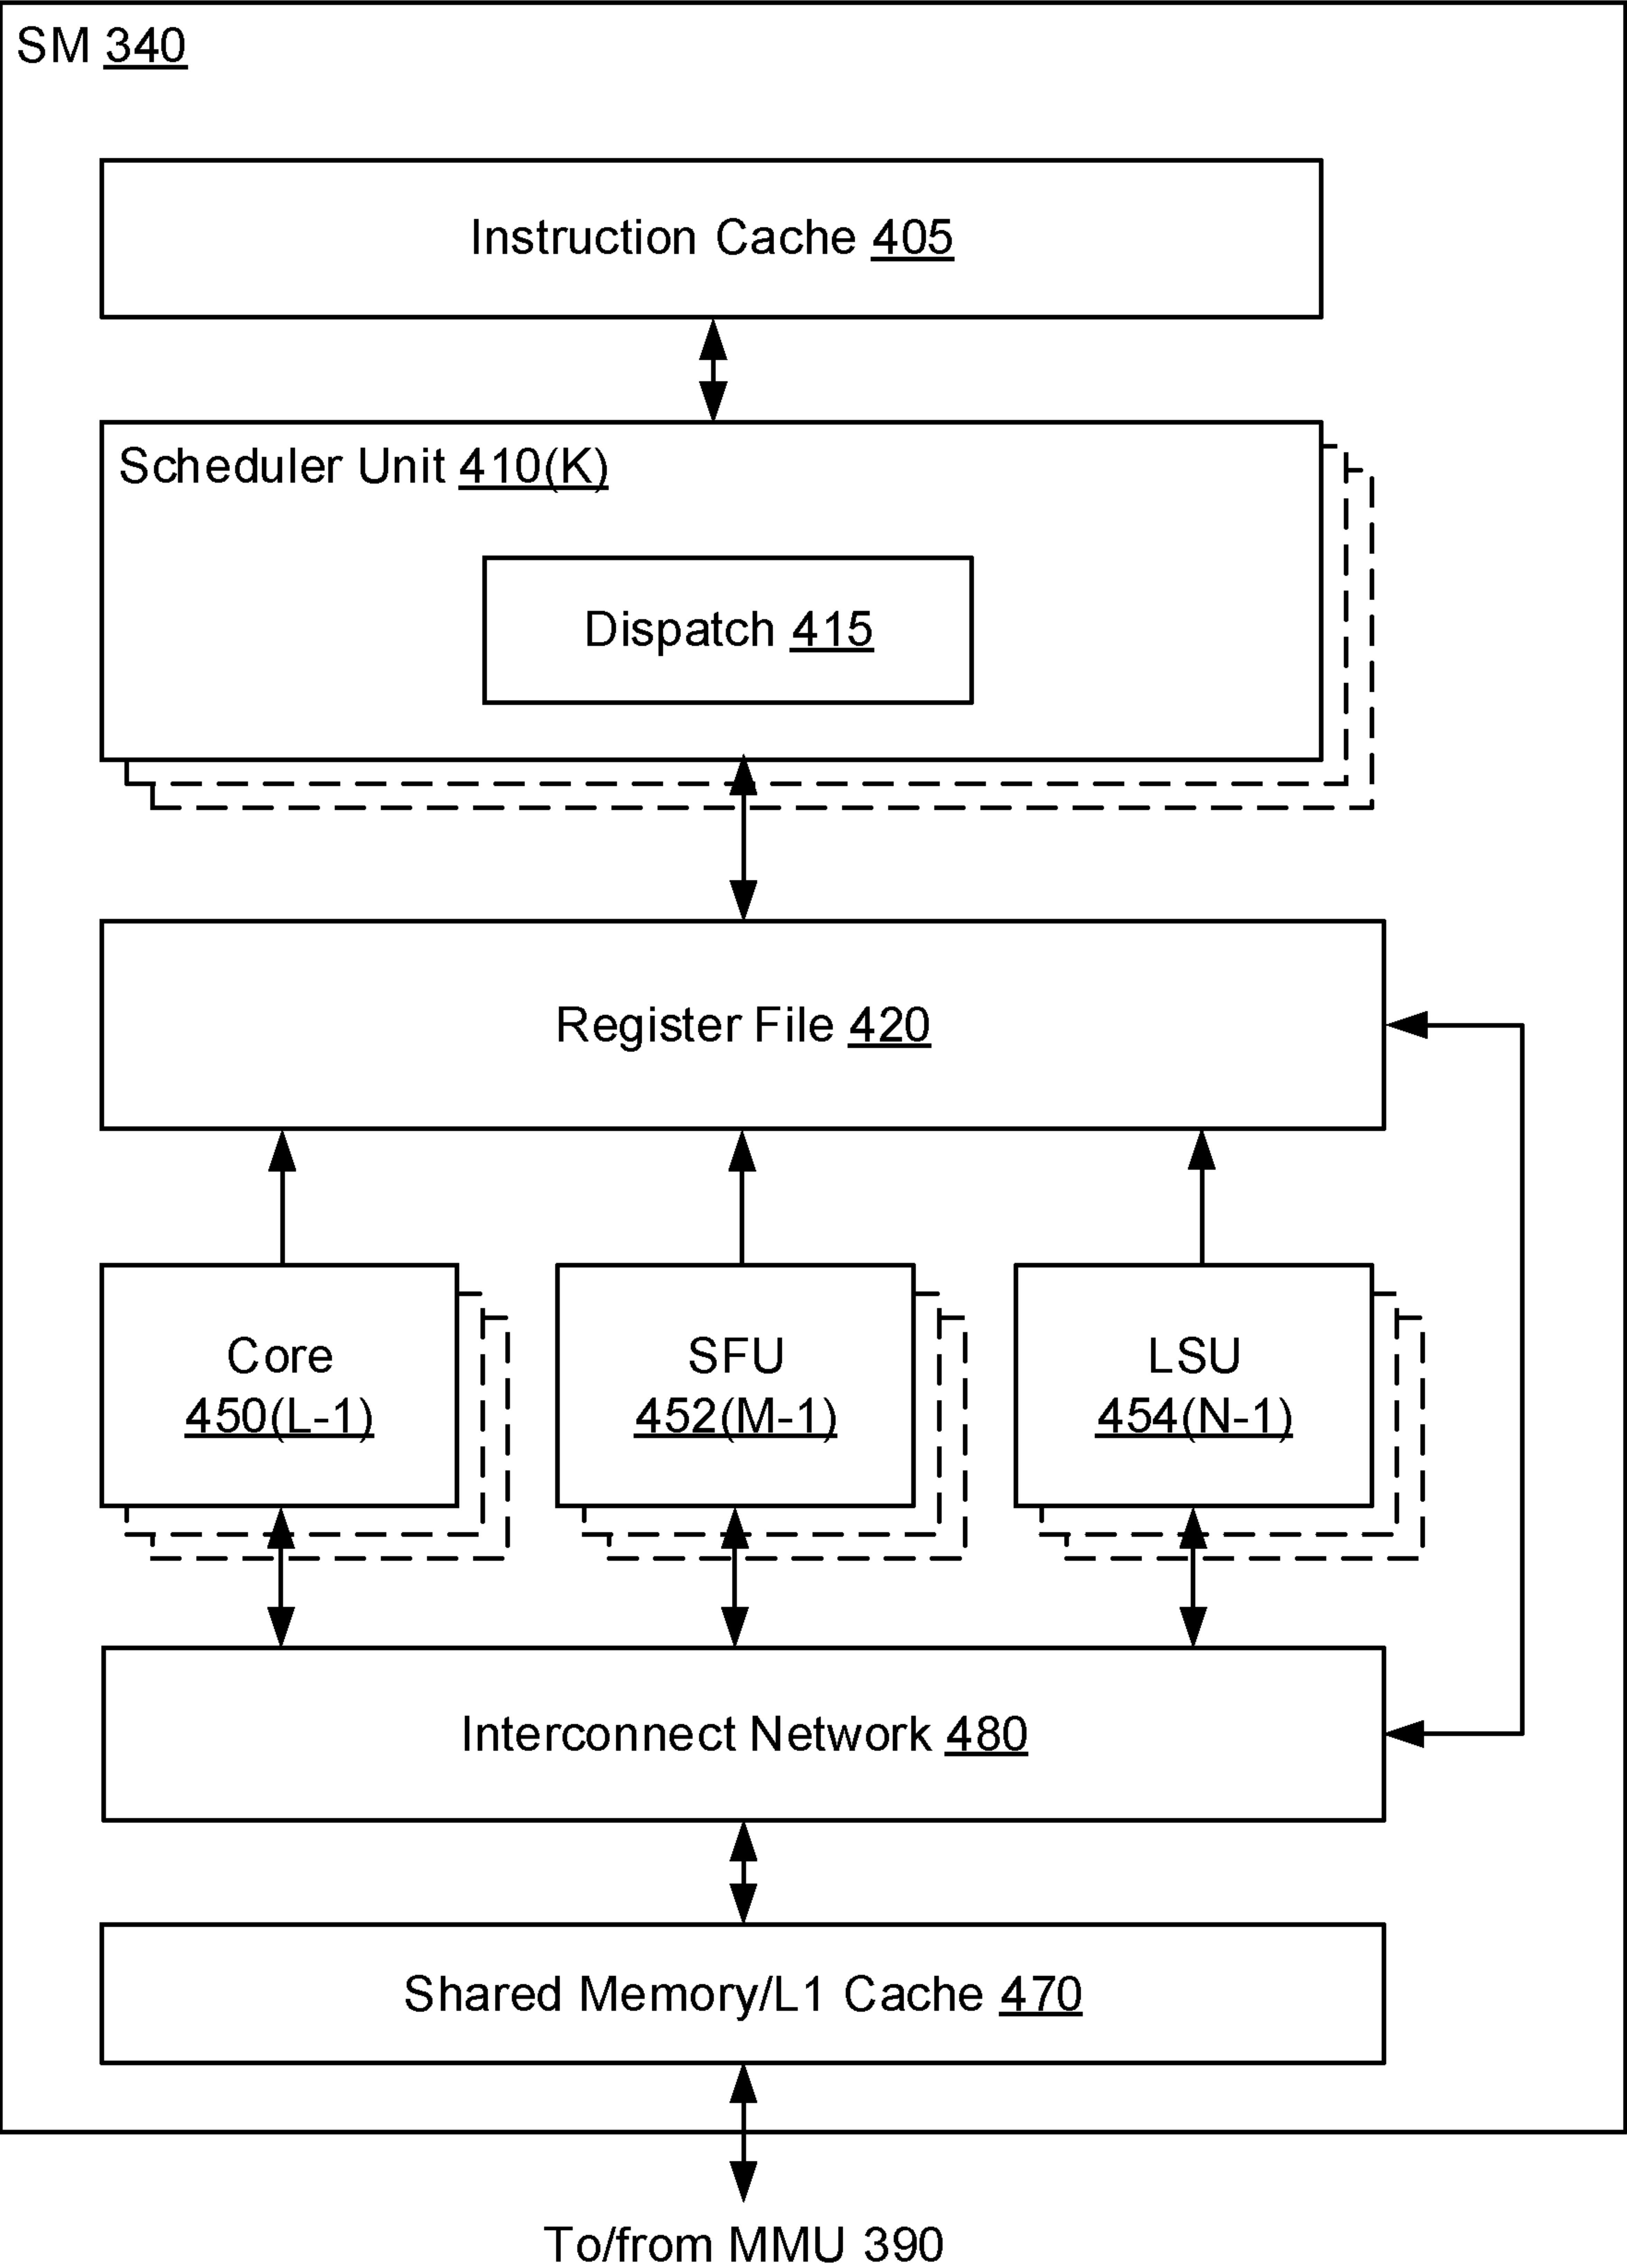 SM 340
Instruction Cache 405
Scheduler Unit 410(K)
Dispatch 415
Register File 420
Core
450(L-1)
SFU
452(M-1)
LSU
454(N-1)
Interconnect Network 480
Shared Memory/L1 Cache 470
To/from MMU 390